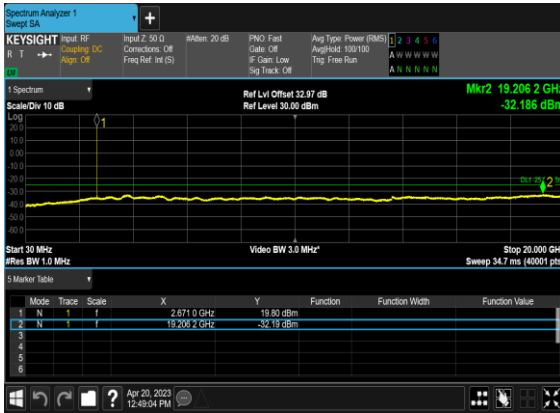 Spectrum Analyzer 1
Swept SA
KEYSIGHT
R T
LXI
Input: RF
Coupling: DC
Align: Off
Input Z: 50 Ω
Corrections: Off
Freq Ref: Int (S)
#Atten: 20 dB
PNO: Fast
Gate: Off
IF Gain: Low
Sig Track: Off
Avg Type: Power (RMS)
Avg|Hold: 100/100
Trig: Free Run
1 2 3 4 5 6
A W W W W W
A N N N N N
1 Spectrum
Scale/Div 10 dB
Ref Lvl Offset 32.97 dB
Ref Level 30.00 dBm
Mkr2 19.206 2 GHz
-32.186 dBm
Log
20.0
10.0
0.00
-10.0
-20.0
-30.0
-40.0
-50.0
-60.0
1
2
Start 30 MHz
#Res BW 1.0 MHz
Video BW 3.0 MHz*
Stop 20.000 GH
Sweep 34.7 ms (40001 pts
5 Marker Table
Mode Trace Scale X Y Function Function Width Function Value
1 N 1 f 2.671 0 GHz 19.80 dBm
2 N 1 f 19.206 2 GHz -32.19 dBm
3
4
5
6
?
Apr 20, 2023
12:49:04 PM